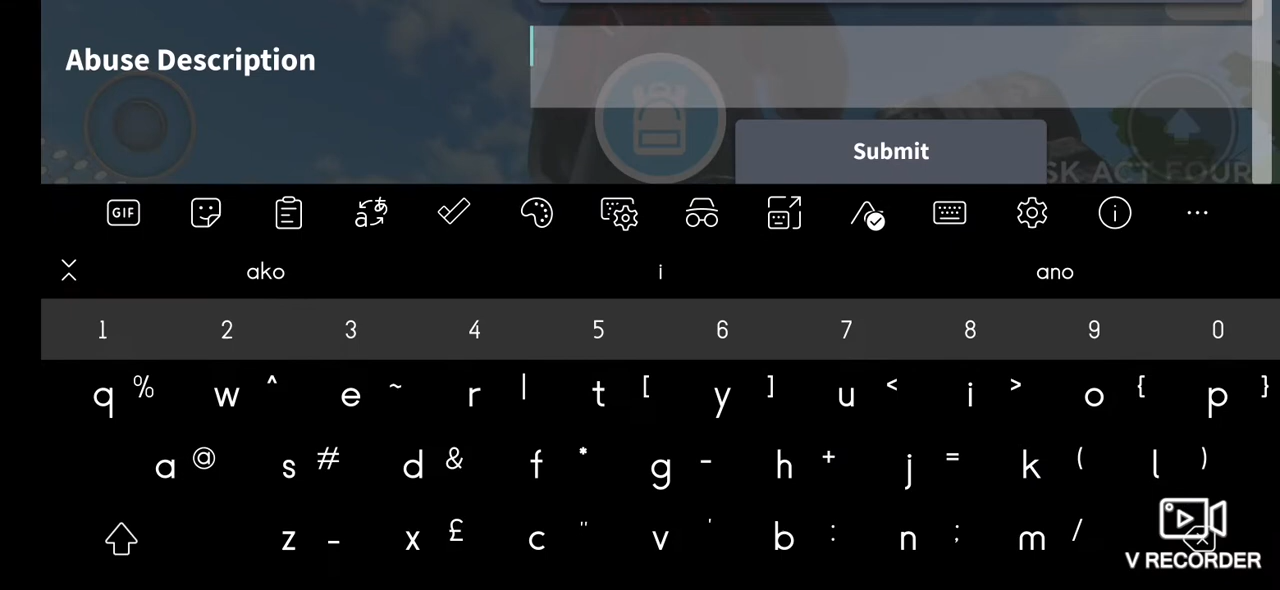 Abuse Description
Submit
SK ACT FOUR
GIF
ako i ano
1 2 3 4 5 6 7 8 9 0
q % w ^ e ~ r | t [ y ] u < i > o { p }
a @ s # d & f * g - h + j = k ( l )
z - x £ c " v ' b : n ; m /
V RECORDER